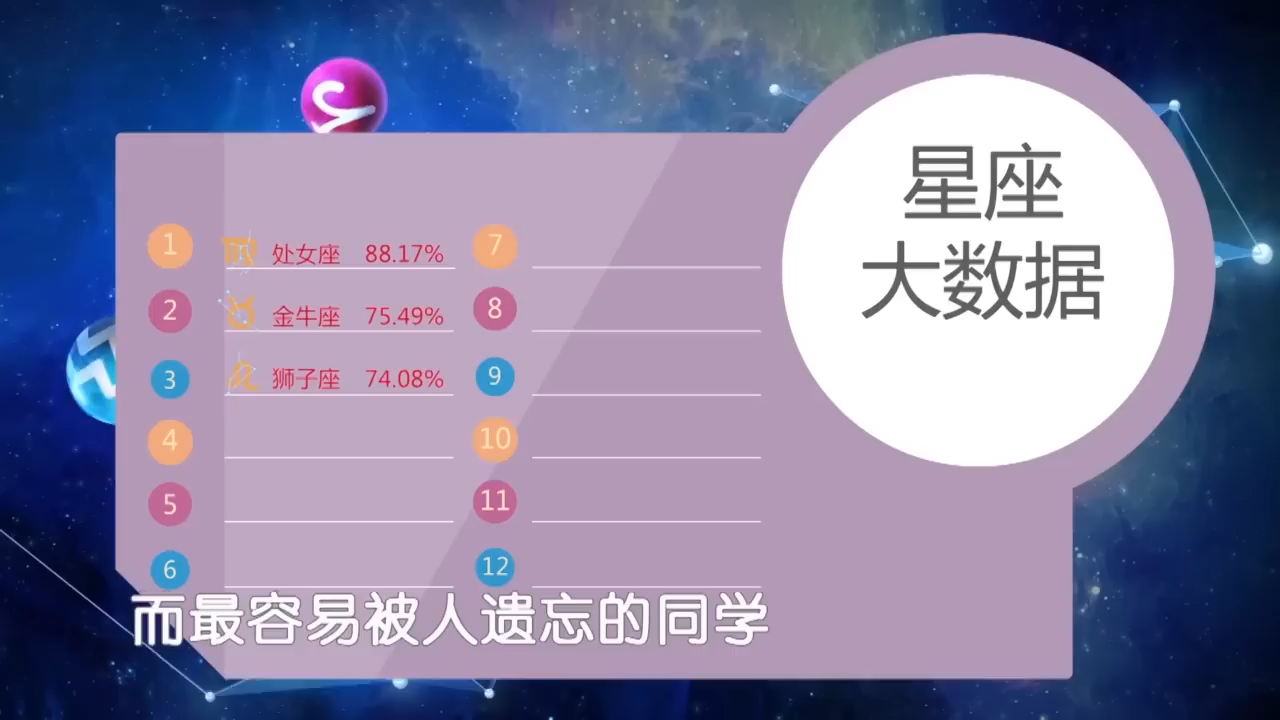 星座
大数据
1 处女座 88.17%
2 金牛座 75.49%
3 狮子座 74.08%
4
5
6
7
8
9
10
11
12
而最容易被人遗忘的同学